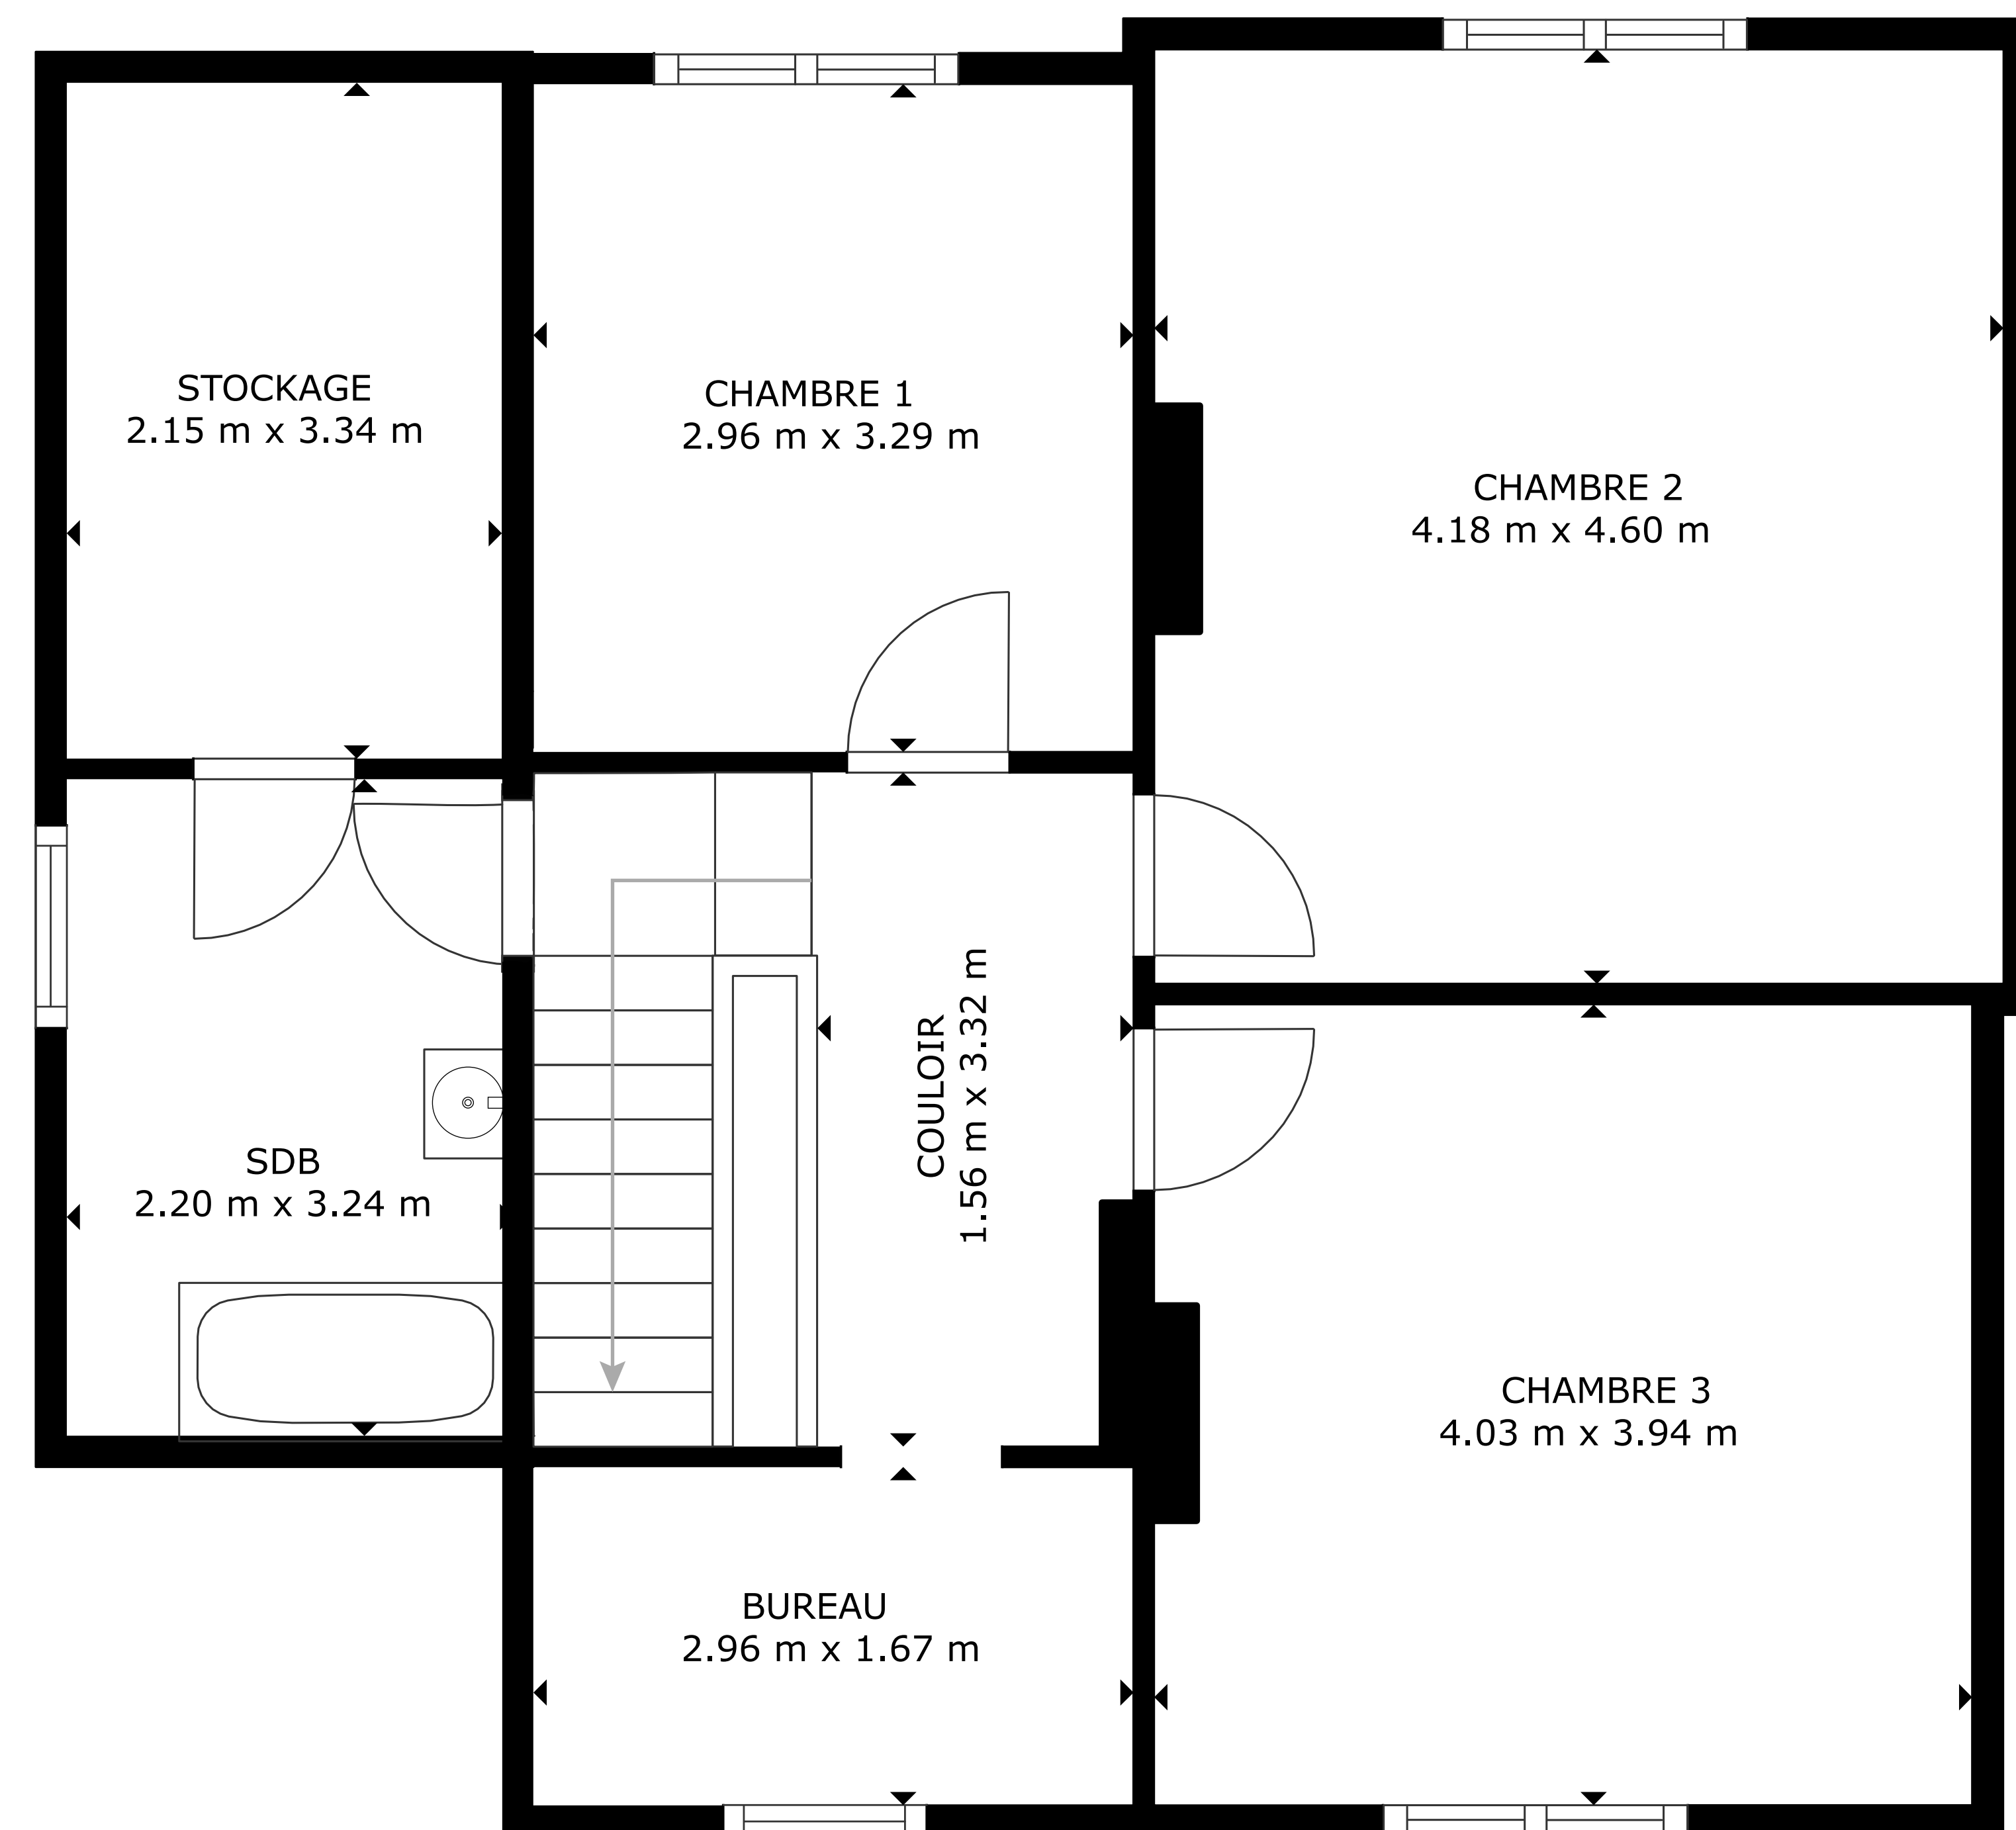 STOCKAGE
2.15 m x 3.34 m
CHAMBRE 1
2.96 m x 3.29 m
CHAMBRE 2
4.18 m x 4.60 m
COULOIR
1.56 m x 3.32 m
SDB
2.20 m x 3.24 m
CHAMBRE 3
4.03 m x 3.94 m
BUREAU
2.96 m x 1.67 m